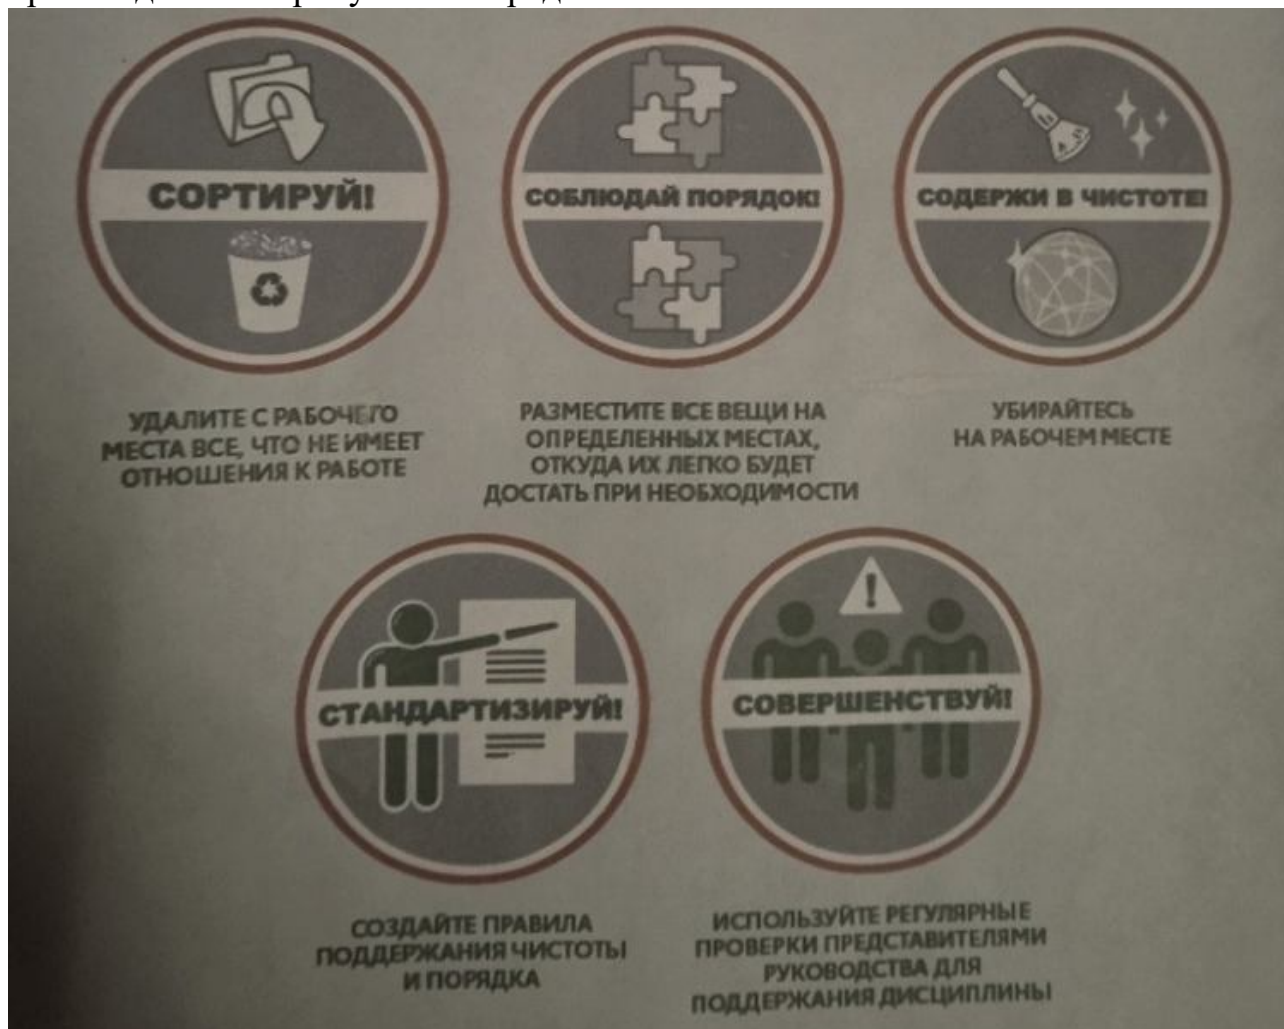 СОРТИРУЙ!
УДАЛИТЕ С РАБОЧЕГО
МЕСТА ВСЕ, ЧТО НЕ ИМЕЕТ
ОТНОШЕНИЯ К РАБОТЕ
СОБЛЮДАЙ ПОРЯДОК!
РАЗМЕСТИТЕ ВСЕ ВЕЩИ НА
ОПРЕДЕЛЕННЫХ МЕСТАХ,
ОТКУДА ИХ ЛЕГКО БУДЕТ
ДОСТАТЬ ПРИ НЕОБХОДИМОСТИ
СОДЕРЖИ В ЧИСТОТЕ!
УБИРАЙТЕСЬ
НА РАБОЧЕМ МЕСТЕ
СТАНДАРТИЗИРУЙ!
СОЗДАЙТЕ ПРАВИЛА
ПОДДЕРЖАНИЯ ЧИСТОТЫ
И ПОРЯДКА
!
СОВЕРШЕНСТВУЙ!
ИСПОЛЬЗУЙТЕ РЕГУЛЯРНЫЕ
ПРОВЕРКИ ПРЕДСТАВИТЕЛЯМИ
РУКОВОДСТВА ДЛЯ
ПОДДЕРЖАНИЯ ДИСЦИПЛИНЫ